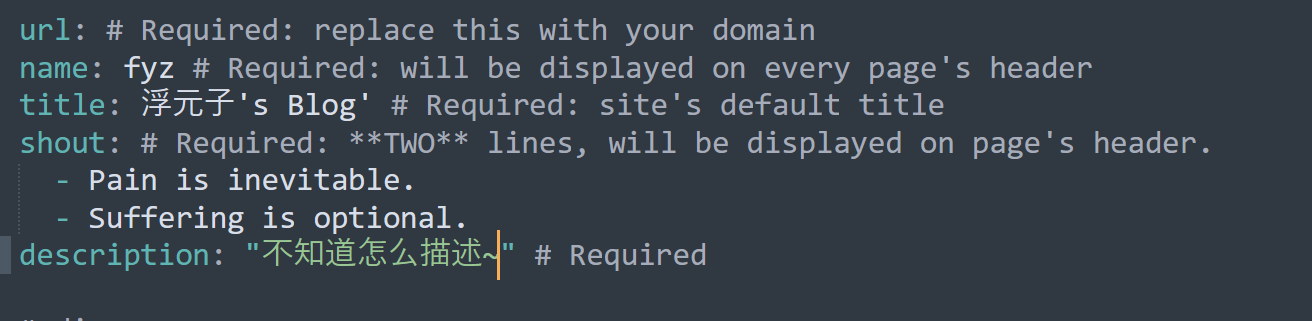 url: # Required: replace this with your domain
name: fyz # Required: will be displayed on every page's header
title: 浮元子's Blog' # Required: site's default title
shout: # Required: **TWO** lines, will be displayed on page's header.
  - Pain is inevitable.
  - Suffering is optional.
description: "不知道怎么描述~" # Required